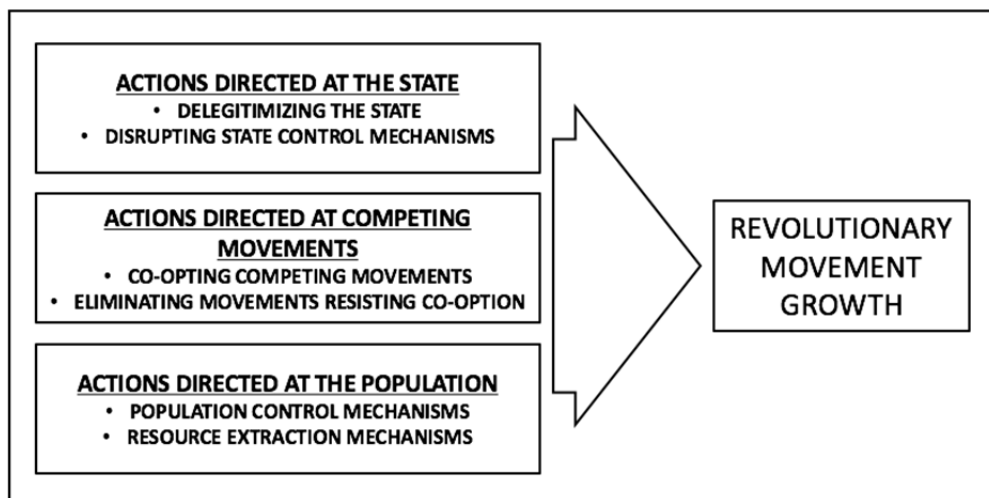 ACTIONS DIRECTED AT THE STATE
• DELEGITIMIZING THE STATE
• DISRUPTING STATE CONTROL MECHANISMS
ACTIONS DIRECTED AT COMPETING
MOVEMENTS
• CO-OPTING COMPETING MOVEMENTS
• ELIMINATING MOVEMENTS RESISTING CO-OPTION
ACTIONS DIRECTED AT THE POPULATION
• POPULATION CONTROL MECHANISMS
• RESOURCE EXTRACTION MECHANISMS
REVOLUTIONARY
MOVEMENT
GROWTH